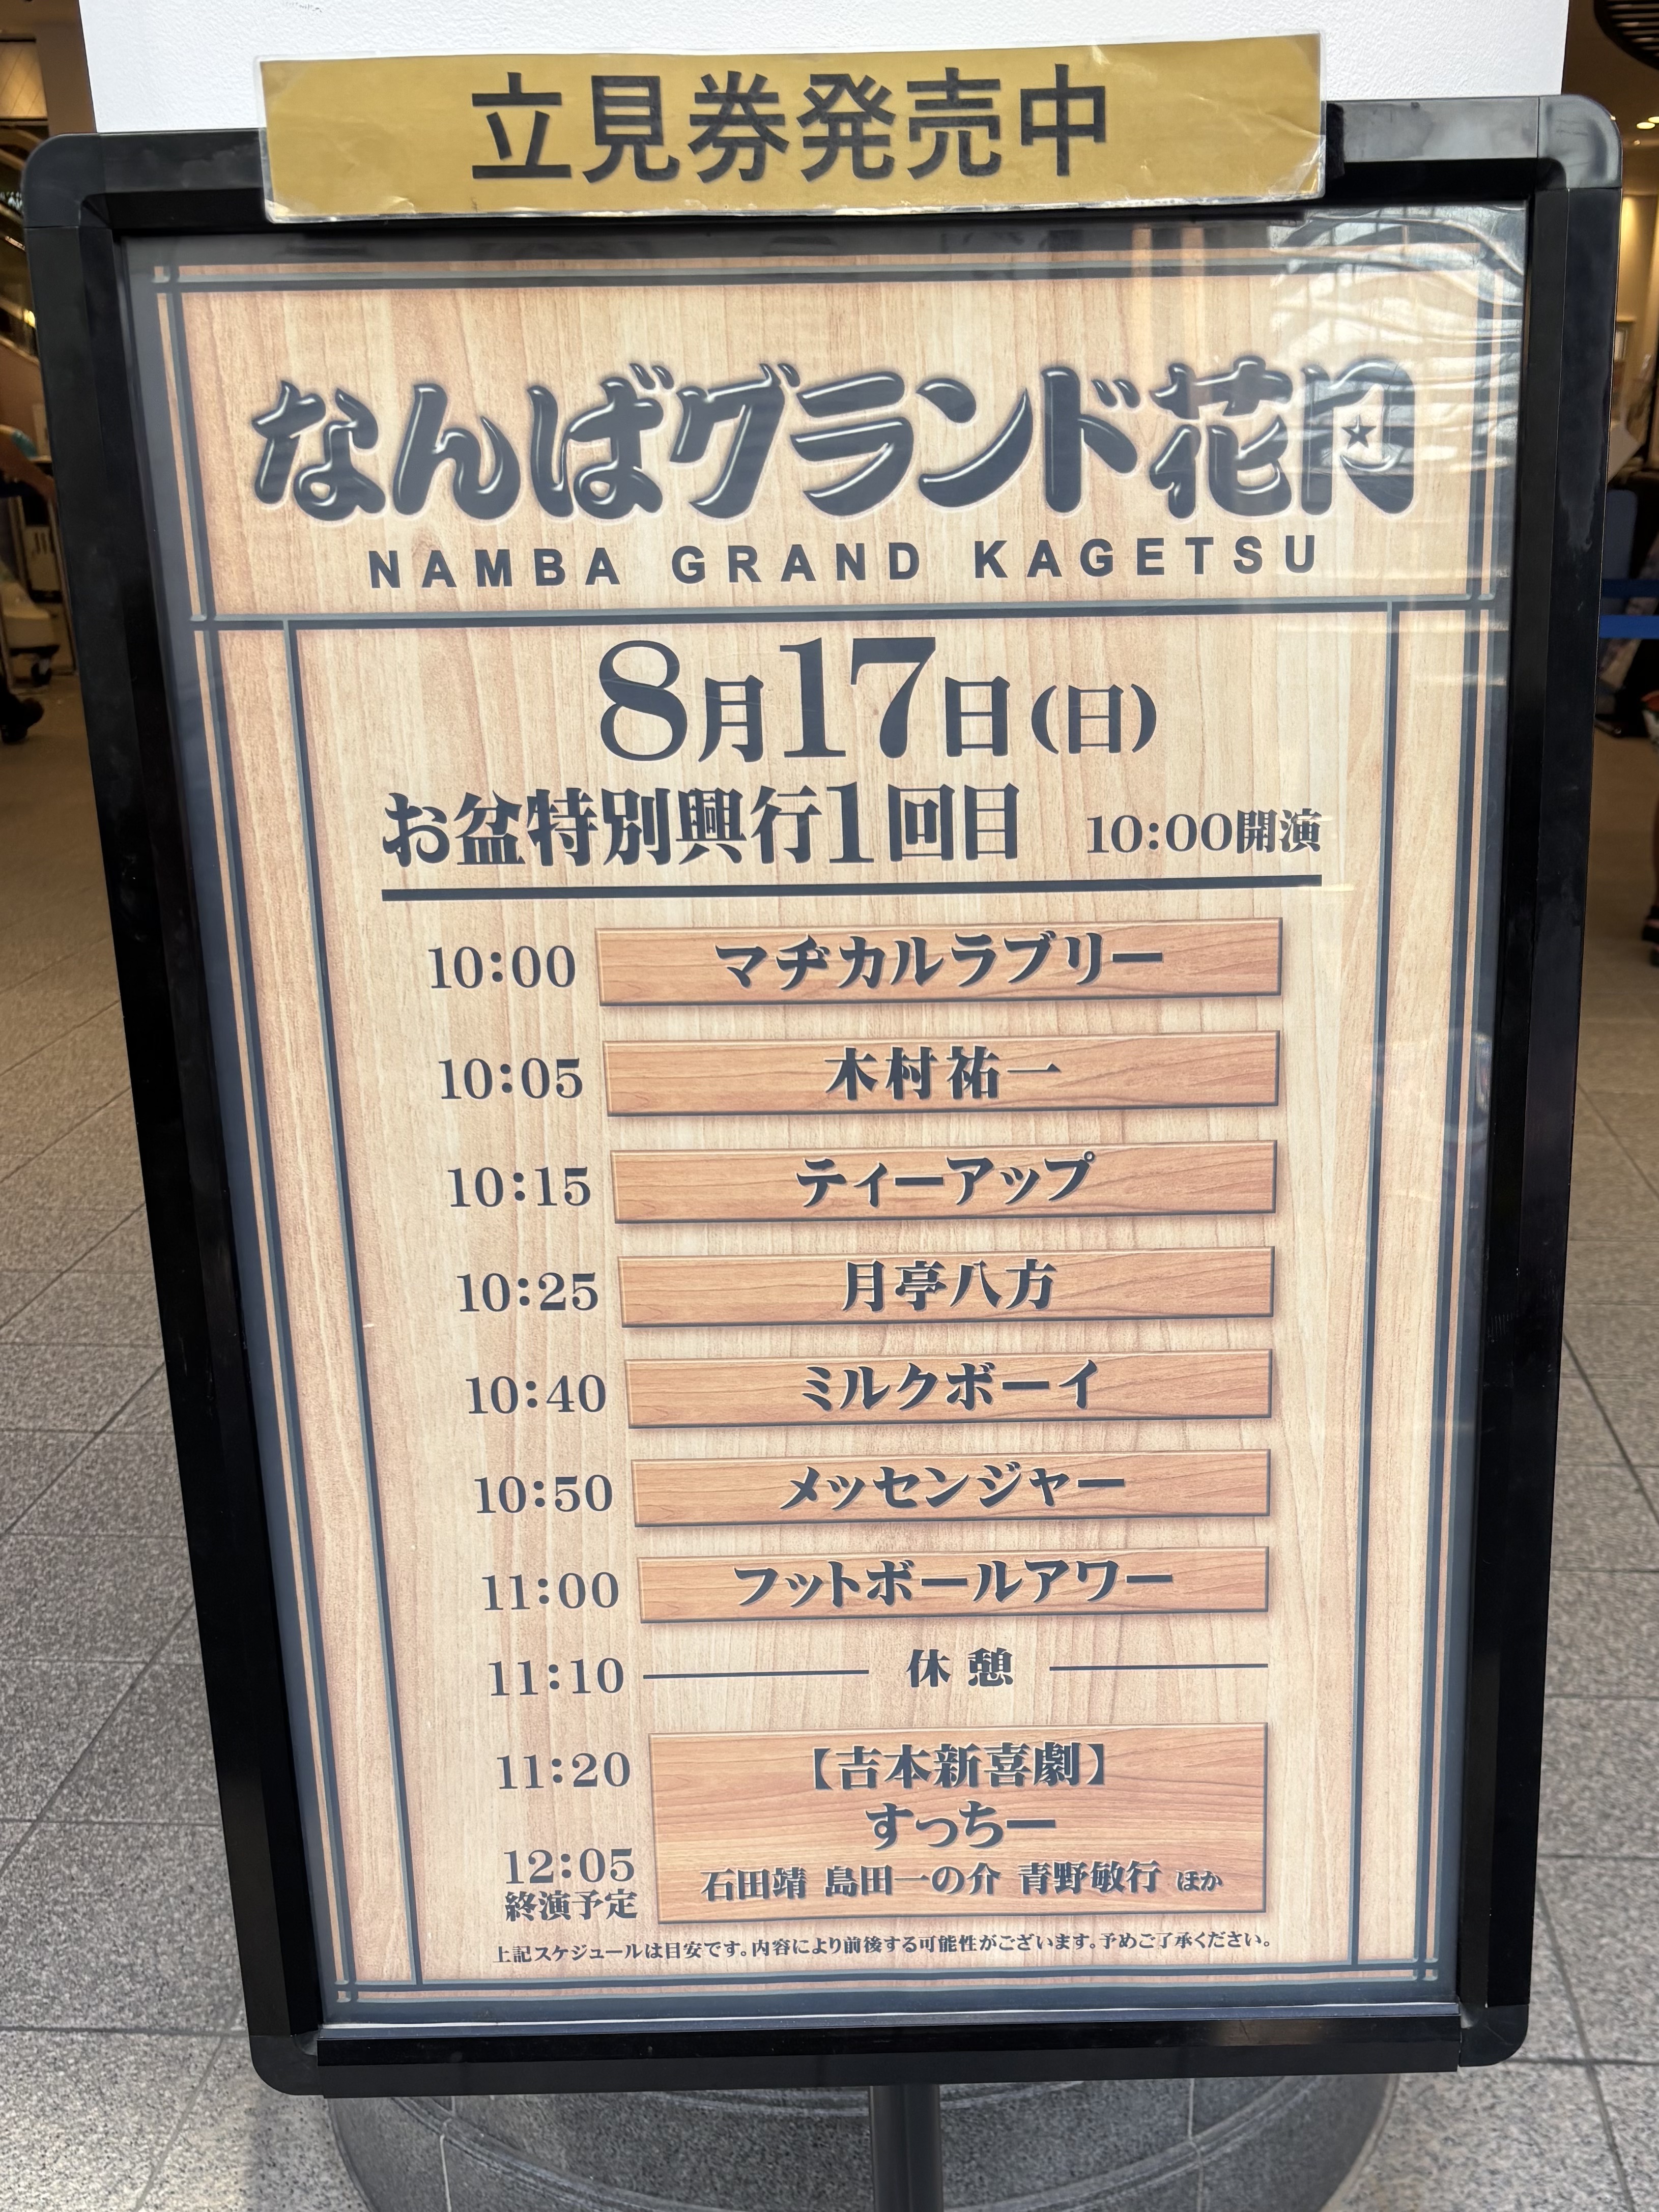 立見券発売中
なんばグランド花月
NAMBA GRAND KAGETSU
8月17日(日)
お盆特別興行1回目 10:00開演
10:00 マヂカルラブリー
10:05 木村祐一
10:15 ティーアップ
10:25 月亭八方
10:40 ミルクボーイ
10:50 メッセンジャー
11:00 フットボールアワー
11:10 休憩
11:20 【吉本新喜劇】
すっちー
12:05 石田靖 島田一の介 青野敏行 ほか
終演予定
上記スケジュールは目安です。内容により前後する可能性がございます。予めご了承ください。